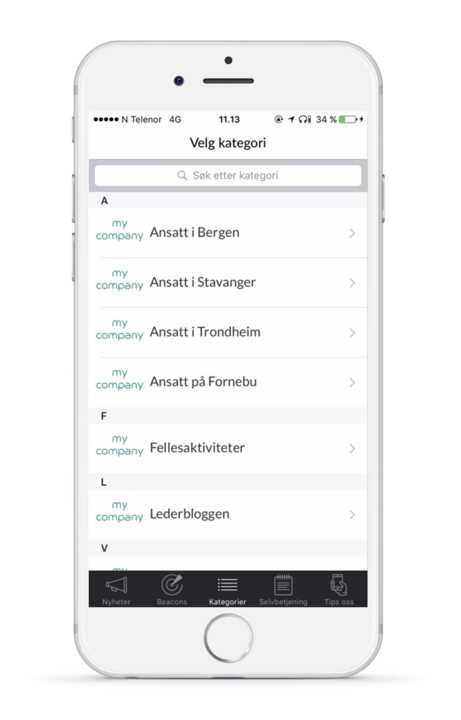 N Telenor 4G 11.13 34 %
Velg kategori
Søk etter kategori
A
my
company
Ansatt i Bergen
my
company
Ansatt i Stavanger
my
company
Ansatt i Trondheim
my
company
Ansatt på Fornebu
F
my
company
Fellesaktiviteter
L
my
company
Lederbloggen
V
my
Nyheter Beacons Kategorier Selvbetjening Tips oss